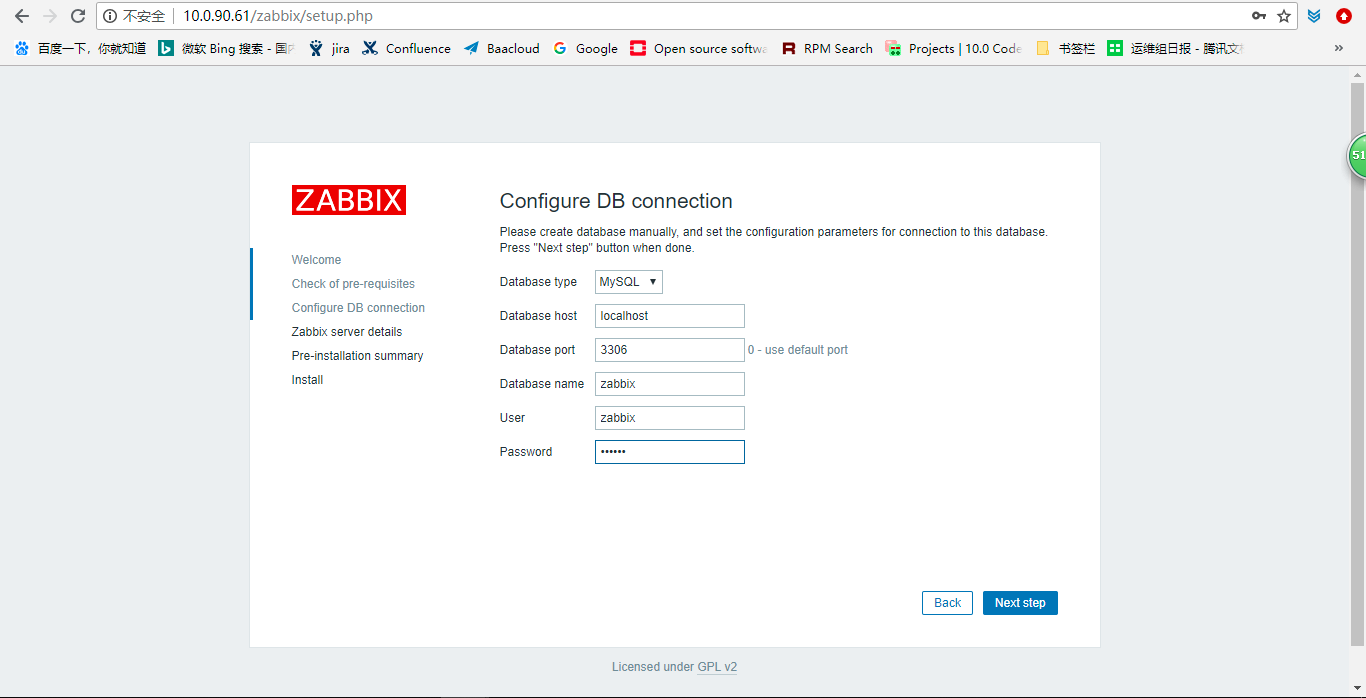 不安全 10.0.90.61/zabbix/setup.php
百度一下，你就知道 微软 Bing 搜索 - 国 jira Confluence Baacloud Google Open source softw RPM Search Projects | 10.0 Code 书签栏 运维组日报 - 腾讯文 »
51
ZABBIX
Welcome
Check of pre-requisites
Configure DB connection
Zabbix server details
Pre-installation summary
Install
Configure DB connection
Please create database manually, and set the configuration parameters for connection to this database.
Press "Next step" button when done.
Database type MySQL
Database host localhost
Database port 3306 0 - use default port
Database name zabbix
User zabbix
Password ••••••
Back Next step
Licensed under GPL v2